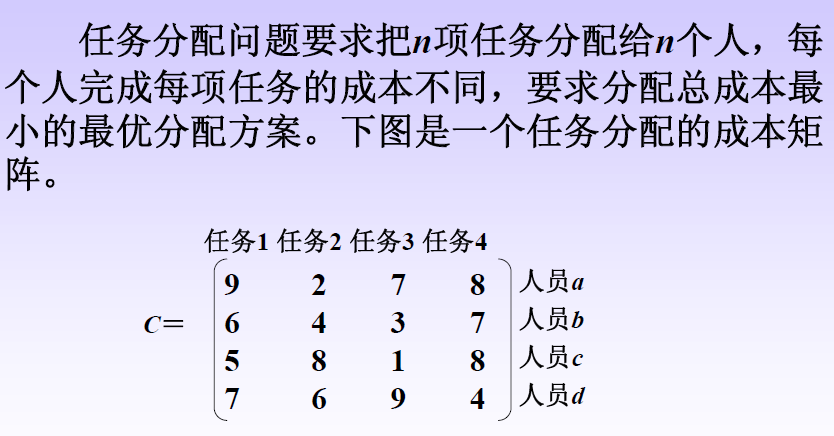 任务分配问题要求把n项任务分配给n个人，每
个人完成每项任务的成本不同，要求分配总成本最
小的最优分配方案。下图是一个任务分配的成本矩
阵。
任务1 任务2 任务3 任务4
9 2 7 8 人员a
C= 6 4 3 7 人员b
5 8 1 8 人员c
7 6 9 4 人员d